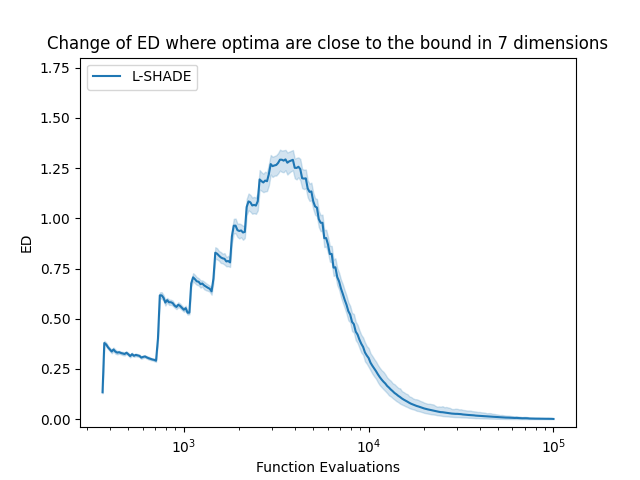 Change of ED where optima are close to the bound in 7 dimensions
L-SHADE
1.75
1.50
1.25
1.00
0.75
0.50
0.25
0.00
ED
10³ 10⁴ 10⁵
Function Evaluations